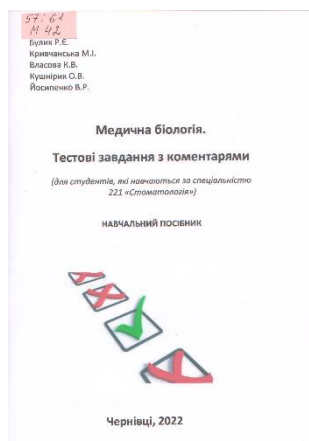 57:61
М 42
Булик Р.Є.
Кривчанська М.І.
Власова К.В.
Кушнірик О.В.
Йосипенко В.Р.
Медична біологія.
Тестові завдання з коментарями
(для студентів, які навчаються за спеціальністю
221 «Стоматологія»)
НАВЧАЛЬНИЙ ПОСІБНИК
Чернівці, 2022